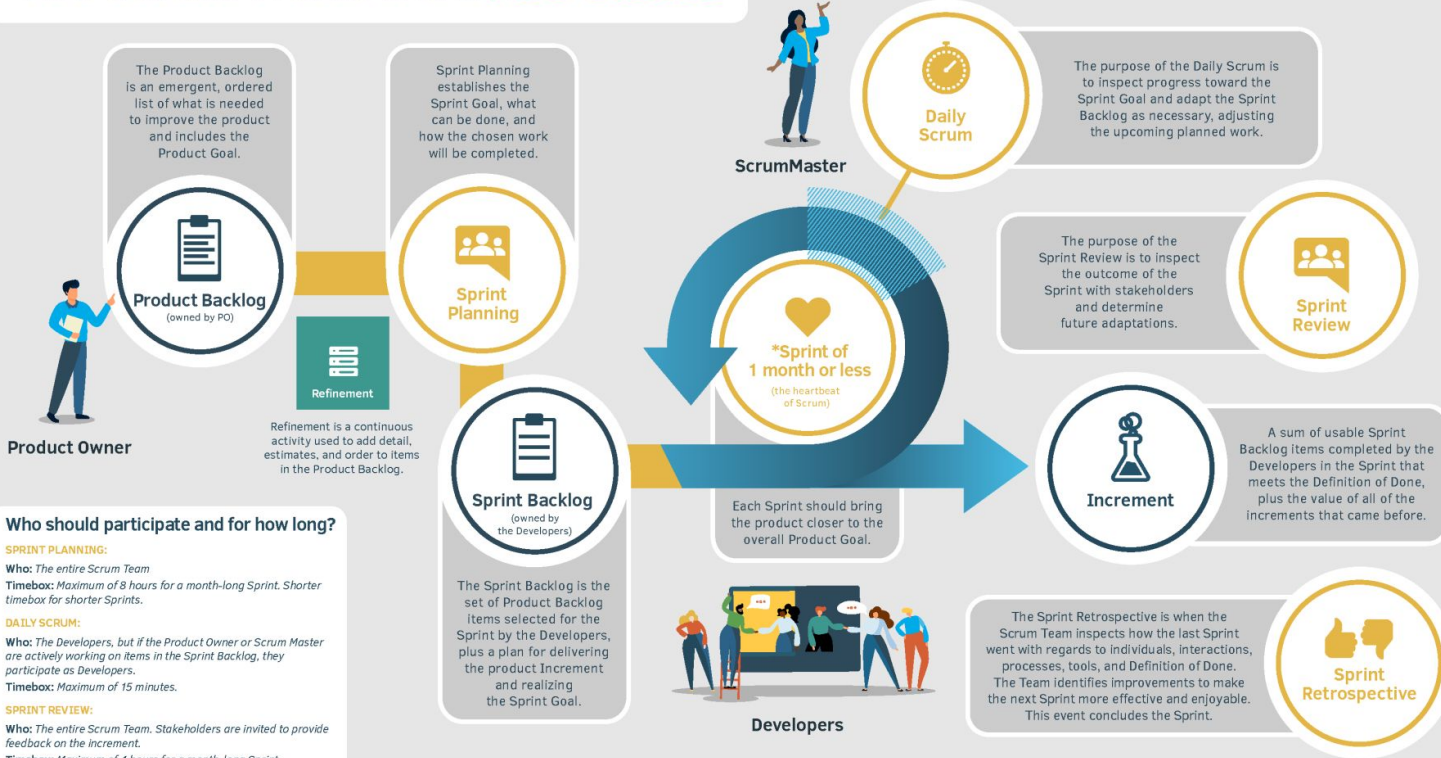 The Product Backlog
is an emergent, ordered
list of what is needed
to improve the product
and includes the
Product Goal.
Product Backlog
(owned by PO)
Product Owner
Sprint Planning
establishes the
Sprint Goal, what
can be done, and
how the chosen work
will be completed.
Sprint
Planning
Refinement
Refinement is a continuous
activity used to add detail,
estimates, and order to items
in the Product Backlog.
Sprint Backlog
(owned by
the Developers)
The Sprint Backlog is the
set of Product Backlog
items selected for the
Sprint by the Developers,
plus a plan for delivering
the product Increment
and realizing
the Sprint Goal.
ScrumMaster
Daily
Scrum
The purpose of the Daily Scrum is
to inspect progress toward the
Sprint Goal and adapt the Sprint
Backlog as necessary, adjusting
the upcoming planned work.
*Sprint of
1 month or less
(the heartbeat
of Scrum)
Each Sprint should bring
the product closer to the
overall Product Goal.
The purpose of the
Sprint Review is to inspect
the outcome of the
Sprint with stakeholders
and determine
future adaptations.
Sprint
Review
Increment
A sum of usable Sprint
Backlog items completed by the
Developers in the Sprint that
meets the Definition of Done,
plus the value of all of the
increments that came before.
Developers
The Sprint Retrospective is when the
Scrum Team inspects how the last Sprint
went with regards to individuals, interactions,
processes, tools, and Definition of Done.
The Team identifies improvements to make
the next Sprint more effective and enjoyable.
This event concludes the Sprint.
Sprint
Retrospective
Who should participate and for how long?
SPRINT PLANNING:
Who: The entire Scrum Team
Timebox: Maximum of 8 hours for a month-long Sprint. Shorter
timebox for shorter Sprints.
DAILY SCRUM:
Who: The Developers, but if the Product Owner or Scrum Master
are actively working on items in the Sprint Backlog, they
participate as Developers.
Timebox: Maximum of 15 minutes.
SPRINT REVIEW:
Who: The entire Scrum Team. Stakeholders are invited to provide
feedback on the increment.